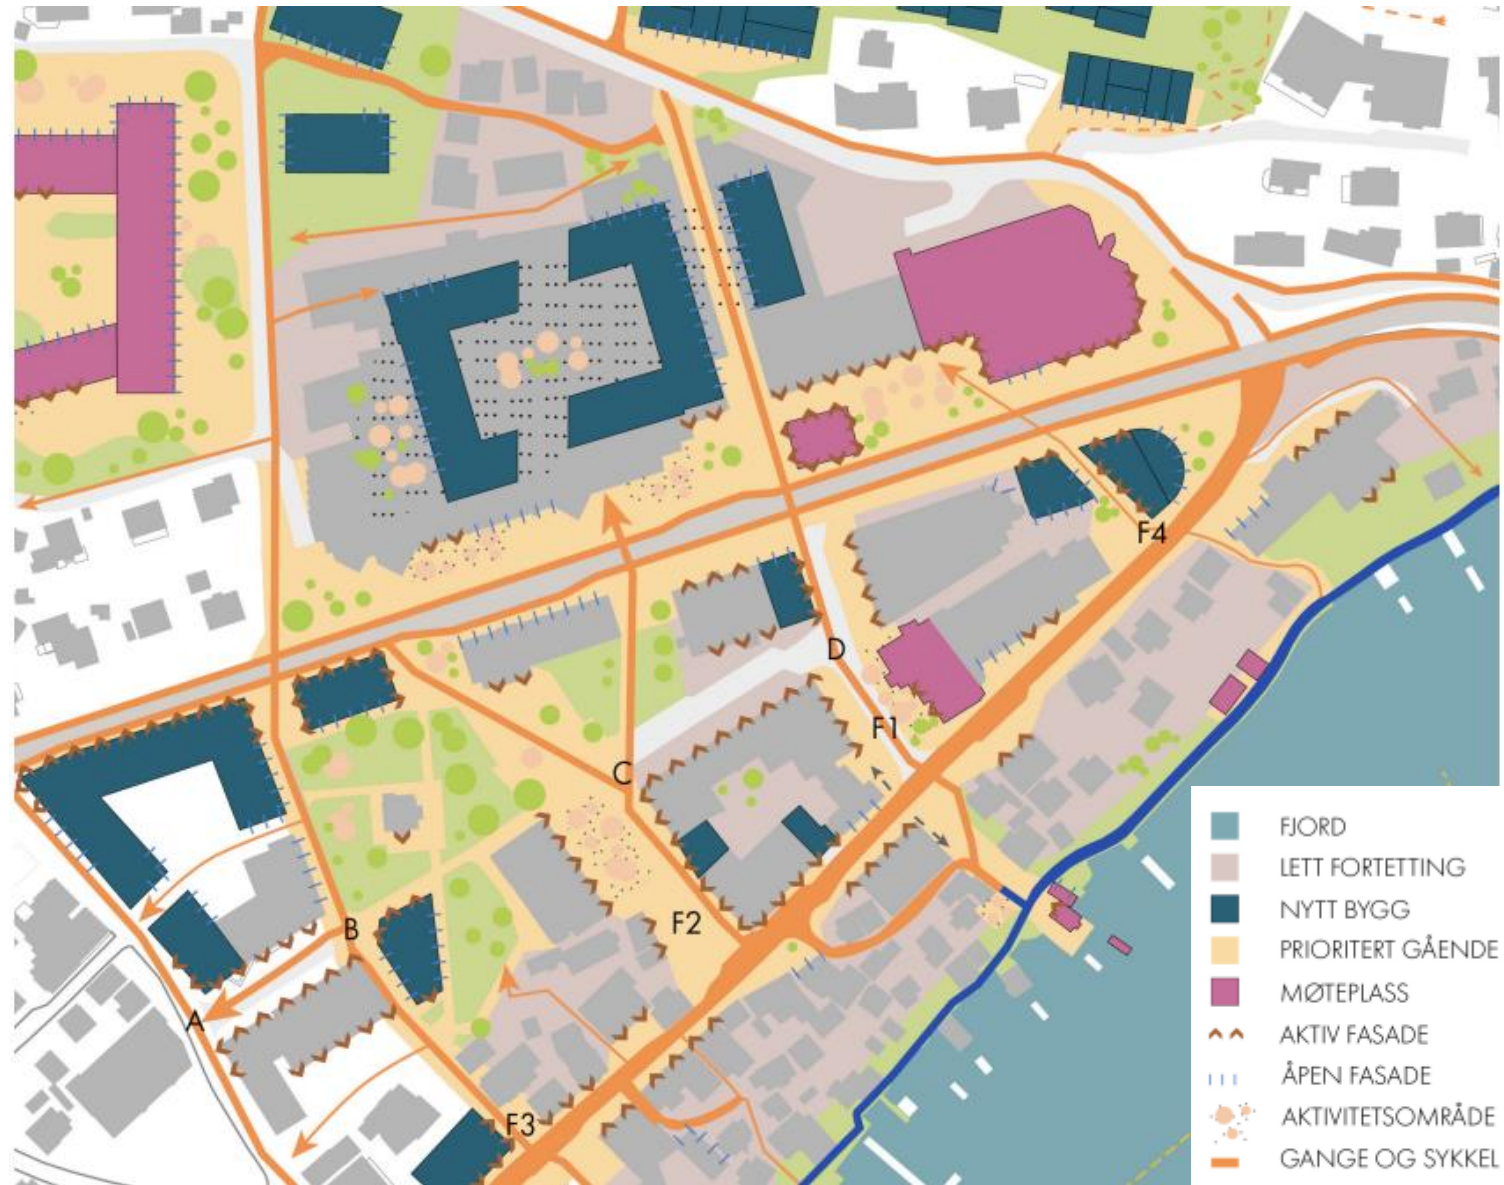 F4
D
F1
C
F2
B
A
F3
FJORD
LETT FORTETTING
NYTT BYGG
PRIORITERT GÅENDE
MØTEPLASS
AKTIV FASADE
ÅPEN FASADE
AKTIVITETSOMRÅDE
GANGE OG SYKKEL